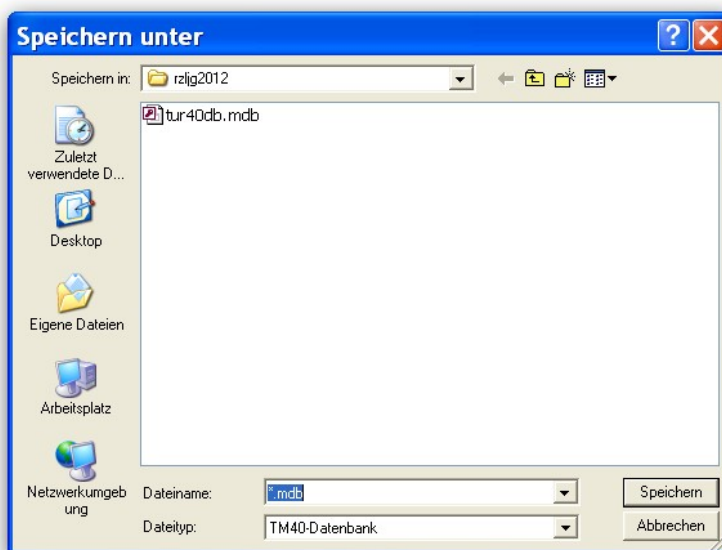 Speichern unter
Speichern in:
rzljg2012
tur40db.mdb
Zuletzt
verwendete D...
Desktop
Eigene Dateien
Arbeitsplatz
Netzwerkumgeb
ung
Dateiname:
*.mdb
Speichern
Dateityp:
TM40-Datenbank
Abbrechen